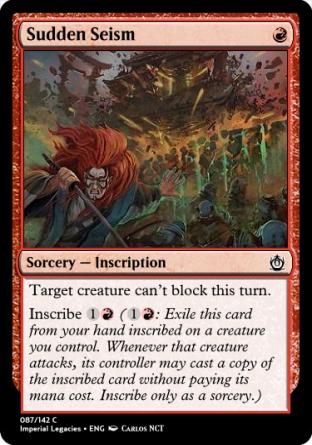 Sudden Seism
Sorcery — Inscription
Target creature can't block this turn.
Inscribe 1R (1R: Exile this card
from your hand inscribed on a creature
you control. Whenever that creature
attacks, its controller may cast a copy of
the inscribed card without paying its
mana cost. Inscribe only as a sorcery.)
087/142 C
Imperial Legacies • ENG Carlos NCT